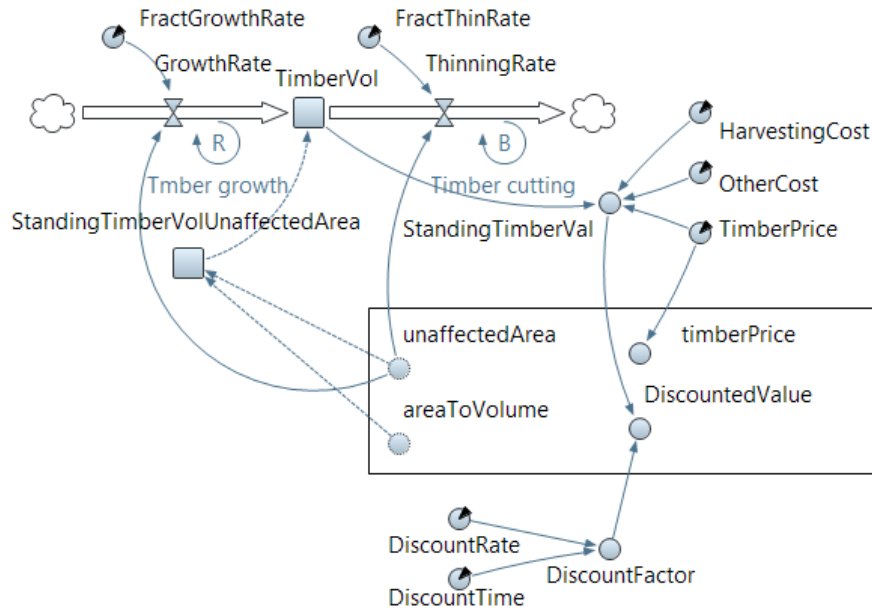 FractGrowthRate
FractThinRate
GrowthRate
ThinningRate
TimberVol
R
B
HarvestingCost
Tmber growth
Timber cutting
OtherCost
StandingTimberVolUnaffectedArea
StandingTimberVal
TimberPrice
unaffectedArea
timberPrice
areaToVolume
DiscountedValue
DiscountRate
DiscountFactor
DiscountTime